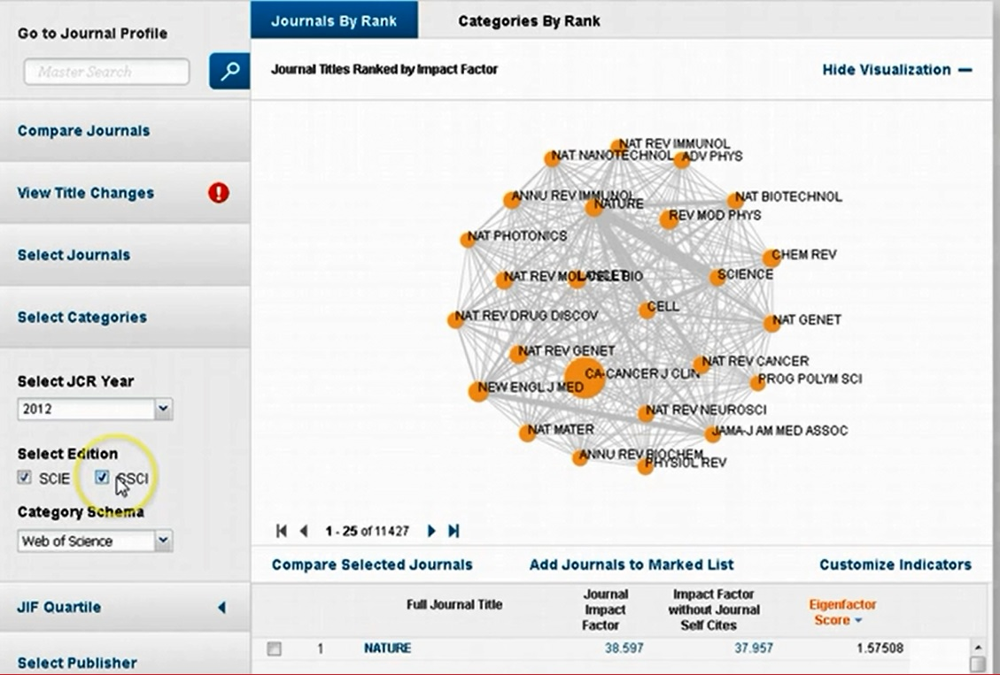 Go to Journal Profile
Master Search
Compare Journals
View Title Changes
Select Journals
Select Categories
Select JCR Year
2012
Select Edition
SCIE SSCI
Category Schema
Web of Science
JIF Quartile
Select Publisher
Journals By Rank Categories By Rank
Journal Titles Ranked by Impact Factor Hide Visualization
NAT REV IMMUNOL
NAT NANOTECHNOL ADV PHYS
ANNU REV IMMUNOL NAT BIOTECHNOL
NATURE
REV MOD PHYS
NAT PHOTONICS
CHEM REV
NAT REV MOL CELL BIO LANCET SCIENCE
CELL
NAT REV DRUG DISCOV NAT GENET
NAT REV GENET
NAT REV CANCER
CA-CANCER J CLIN
PROG POLYM SCI
NEW ENGL J MED
NAT REV NEUROSCI
NAT MATER JAMA-J AM MED ASSOC
ANNU REV BIOCHEM
PHYSIOL REV
1 - 25 of 11427
Compare Selected Journals Add Journals to Marked List Customize Indicators
Full Journal Title Journal Impact Factor Impact Factor without Journal Self Cites Eigenfactor Score
1 NATURE 38.597 37.957 1.57508